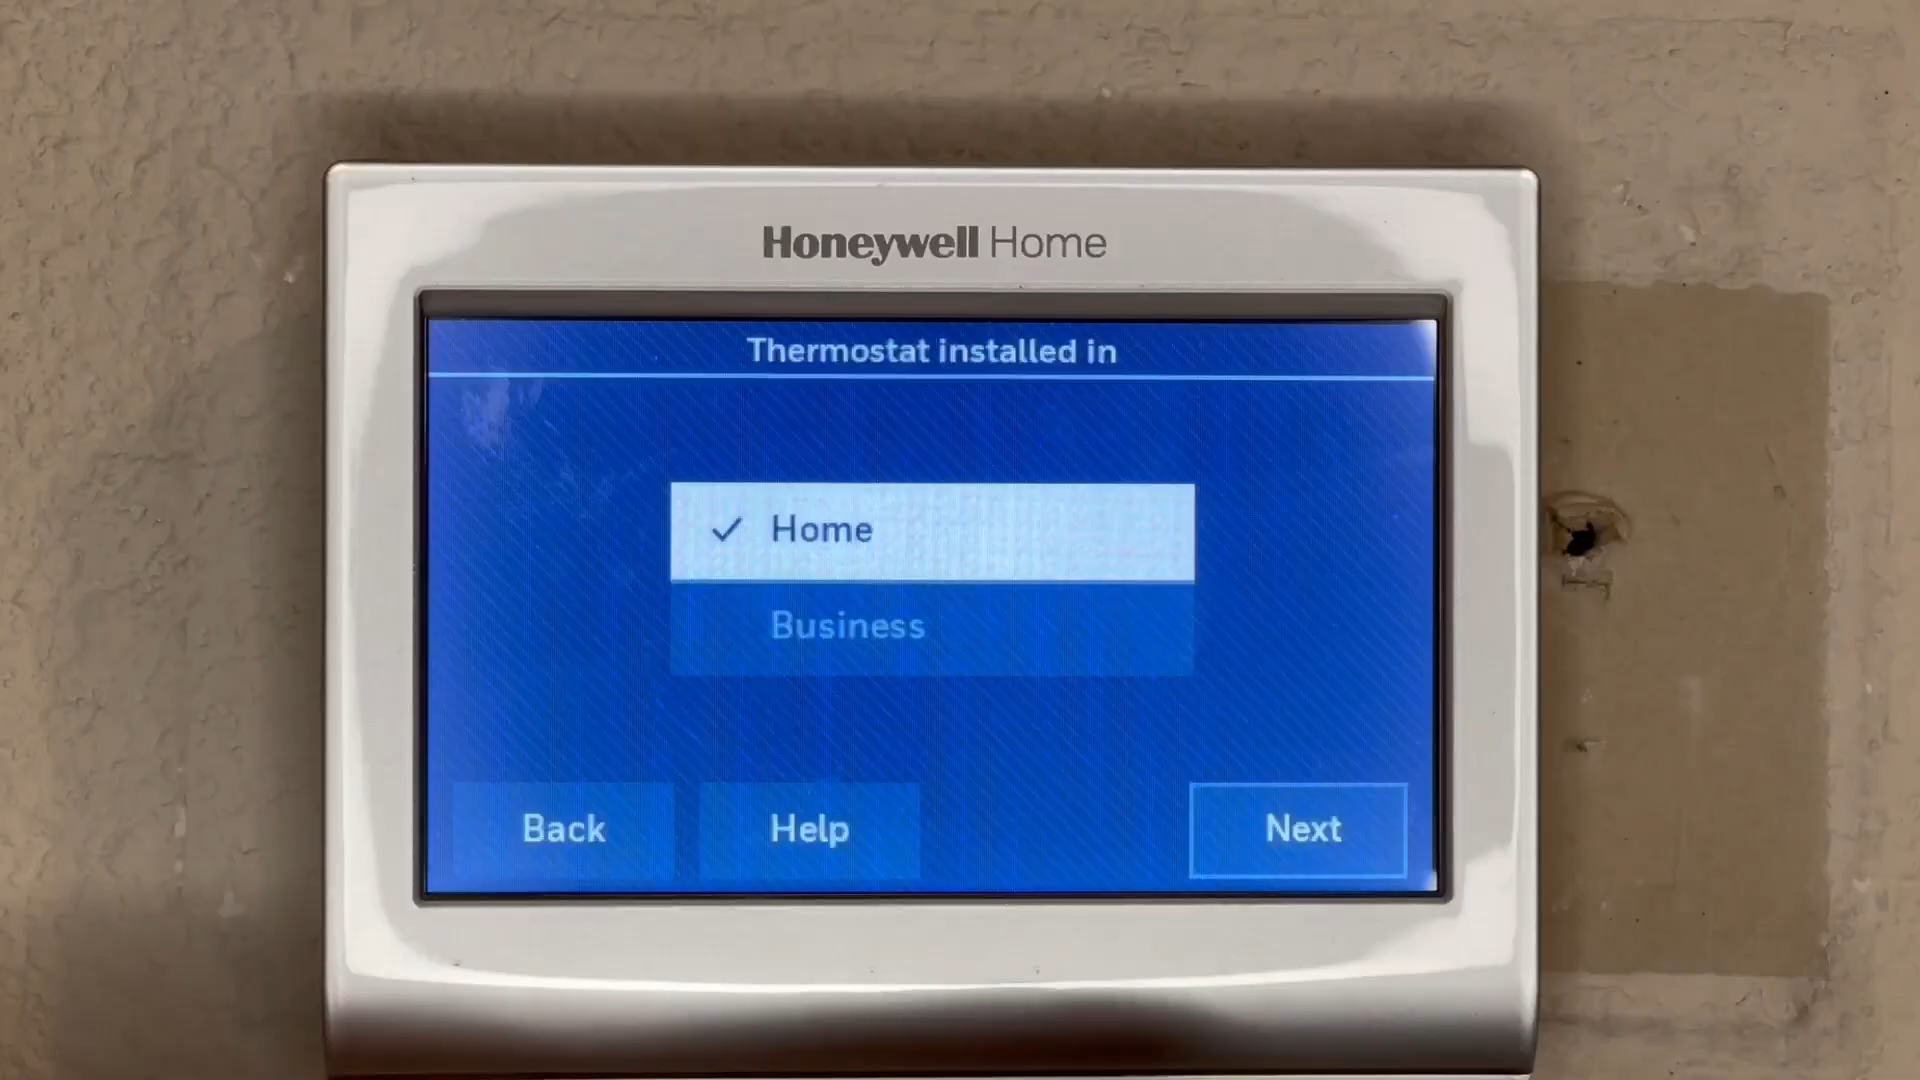 Honeywell Home
Thermostat installed in
✓ Home
Business
Back Help Next